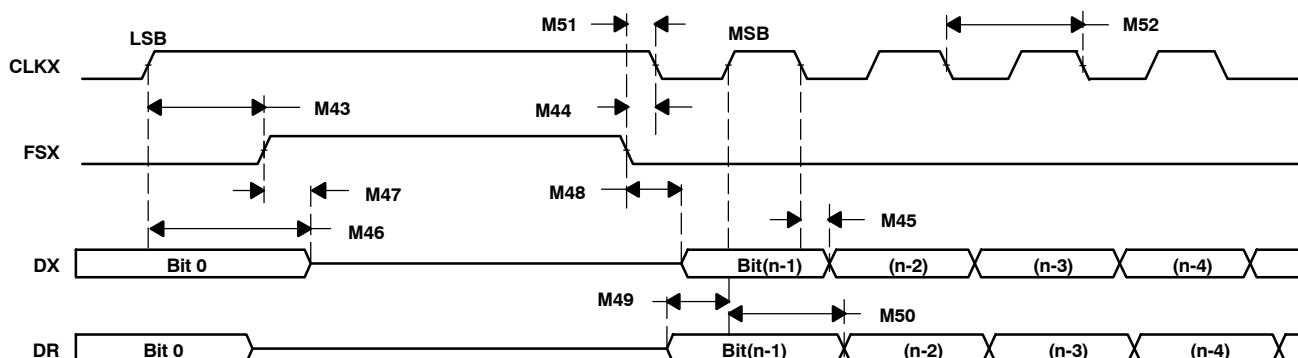 M51
MSB
M52
LSB
CLKX
M43
M44
FSX
M47
M48
M45
M46
DX
Bit 0
Bit(n-1)
(n-2)
(n-3)
(n-4)
M49
M50
DR
Bit 0
Bit(n-1)
(n-2)
(n-3)
(n-4)